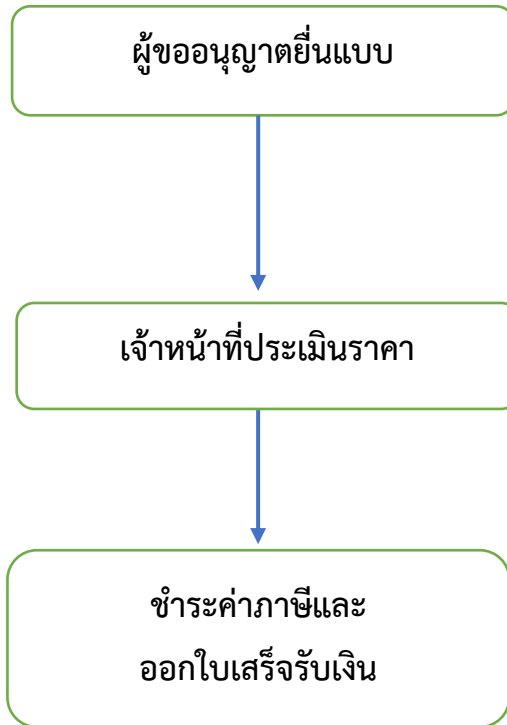 ผู้ขออนุญาตยื่นแบบ
เจ้าหน้าที่ประเมินราคา
ชำระค่าภาษีและ
ออกใบเสร็จรับเงิน